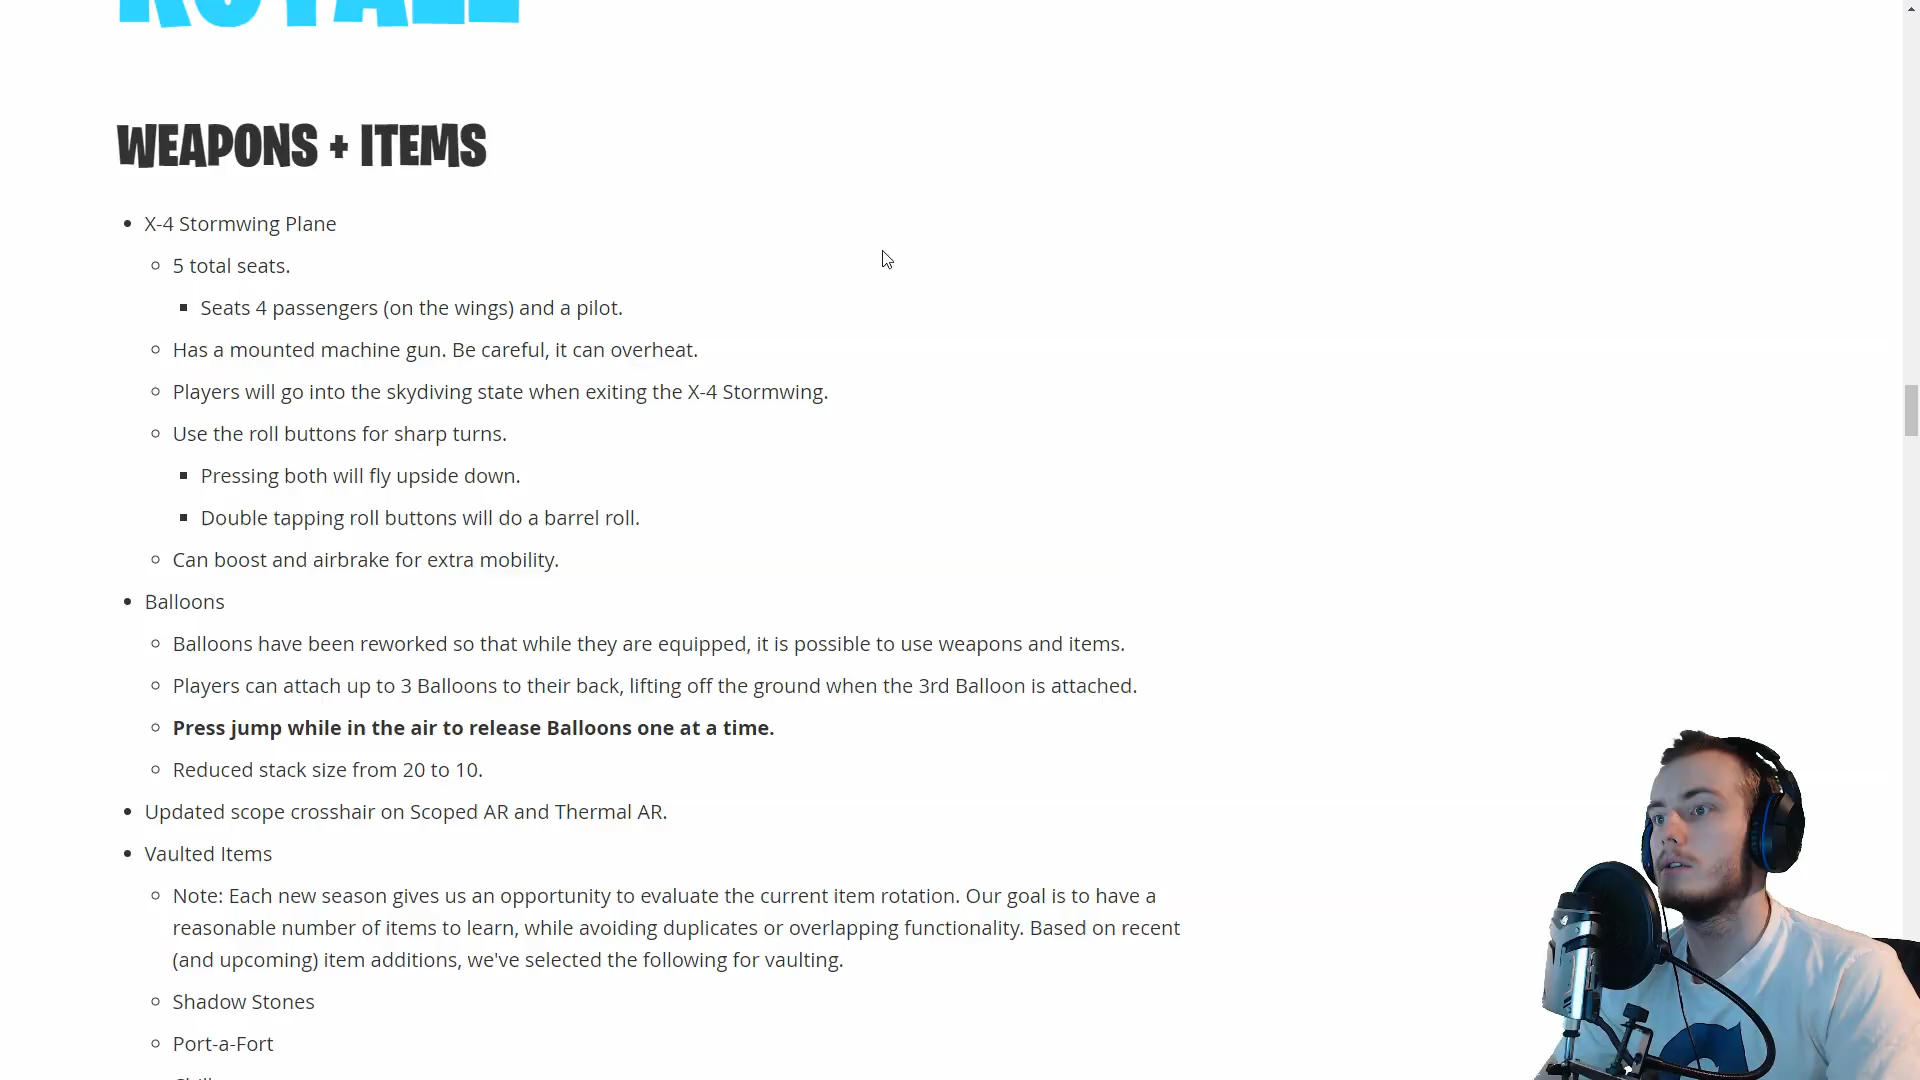 ROYALE
WEAPONS + ITEMS
X-4 Stormwing Plane
5 total seats.
Seats 4 passengers (on the wings) and a pilot.
Has a mounted machine gun. Be careful, it can overheat.
Players will go into the skydiving state when exiting the X-4 Stormwing.
Use the roll buttons for sharp turns.
Pressing both will fly upside down.
Double tapping roll buttons will do a barrel roll.
Can boost and airbrake for extra mobility.
Balloons
Balloons have been reworked so that while they are equipped, it is possible to use weapons and items.
Players can attach up to 3 Balloons to their back, lifting off the ground when the 3rd Balloon is attached.
Press jump while in the air to release Balloons one at a time.
Reduced stack size from 20 to 10.
Updated scope crosshair on Scoped AR and Thermal AR.
Vaulted Items
Note: Each new season gives us an opportunity to evaluate the current item rotation. Our goal is to have a
reasonable number of items to learn, while avoiding duplicates or overlapping functionality. Based on recent
(and upcoming) item additions, we've selected the following for vaulting.
Shadow Stones
Port-a-Fort